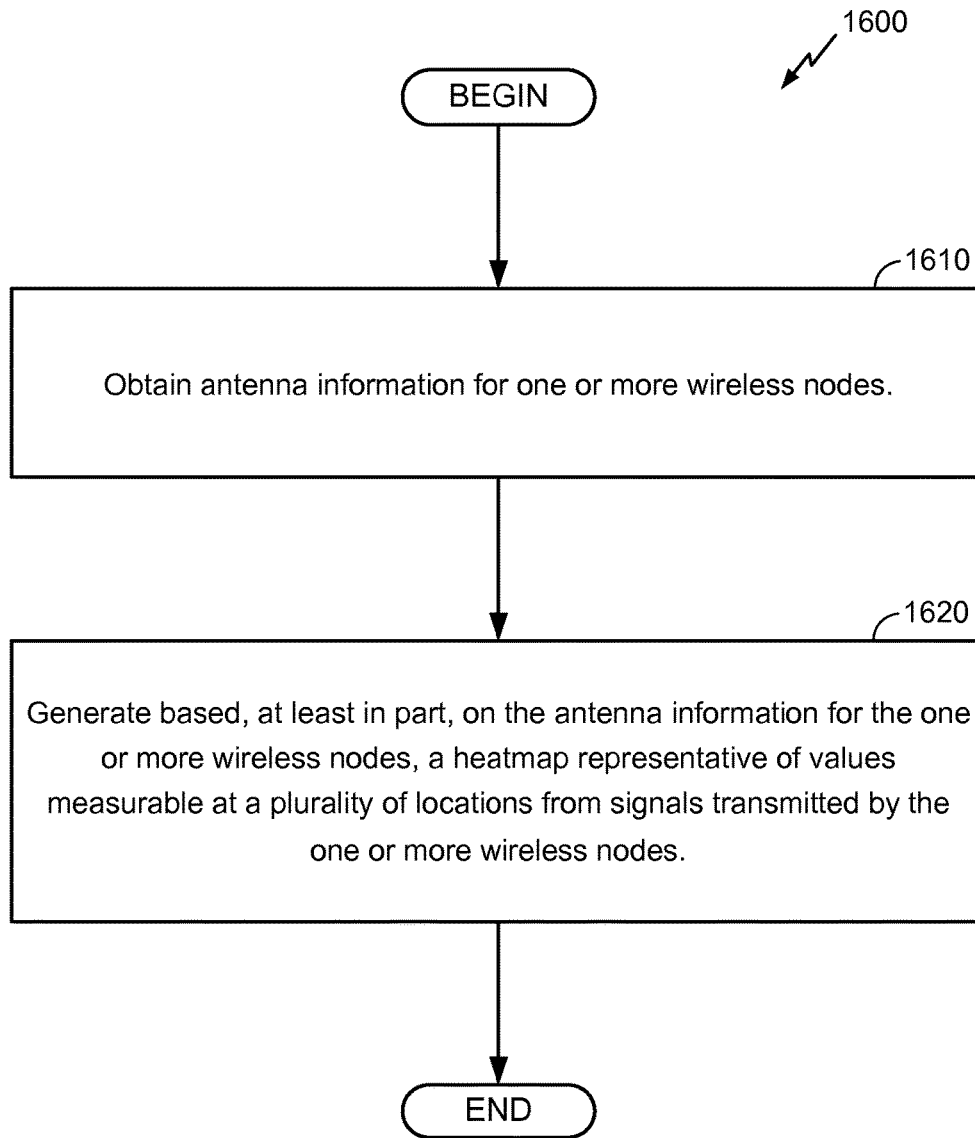 1600
BEGIN
1610
Obtain antenna information for one or more wireless nodes.
1620
Generate based, at least in part, on the antenna information for the one
or more wireless nodes, a heatmap representative of values
measurable at a plurality of locations from signals transmitted by the
one or more wireless nodes.
END